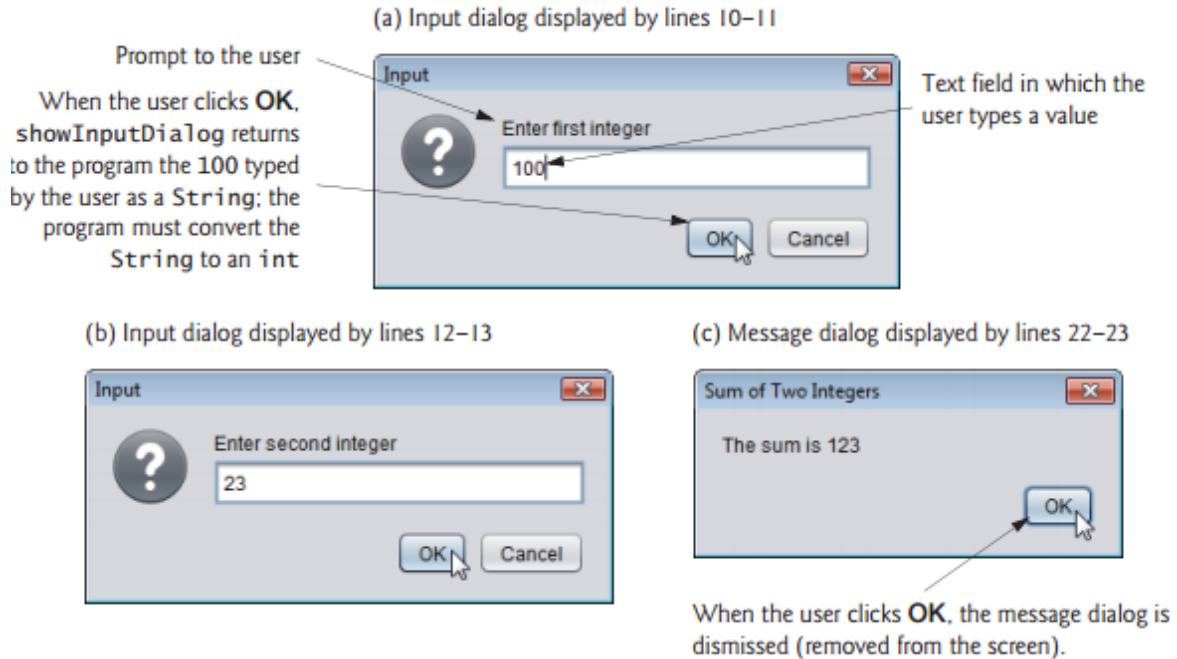 (a) Input dialog displayed by lines 10–11
Prompt to the user
When the user clicks OK,
showInputDialog returns
to the program the 100 typed
by the user as a String; the
program must convert the
String to an int
Input
Enter first integer
100
OK
Cancel
Text field in which the
user types a value
(b) Input dialog displayed by lines 12–13
Input
Enter second integer
23
OK
Cancel
(c) Message dialog displayed by lines 22–23
Sum of Two Integers
The sum is 123
OK
When the user clicks OK, the message dialog is
dismissed (removed from the screen).